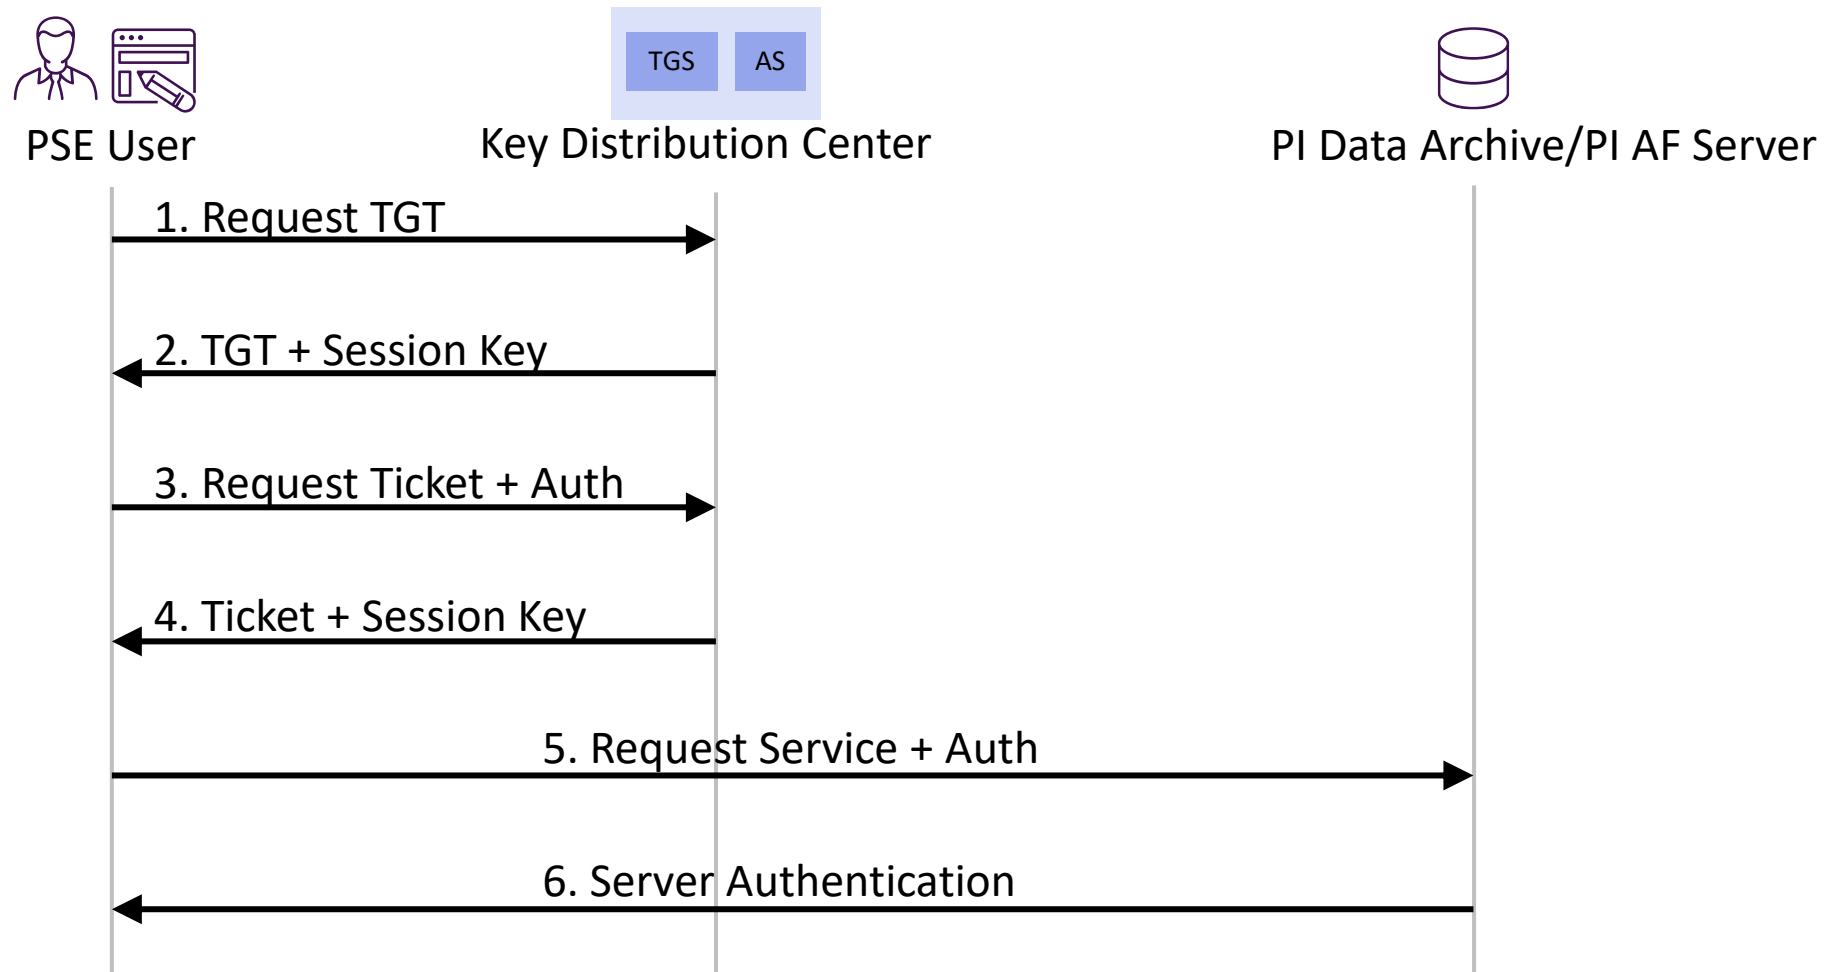 TGS
AS
PSE User
Key Distribution Center
PI Data Archive/PI AF Server
1. Request TGT
2. TGT + Session Key
3. Request Ticket + Auth
4. Ticket + Session Key
5. Request Service + Auth
6. Server Authentication